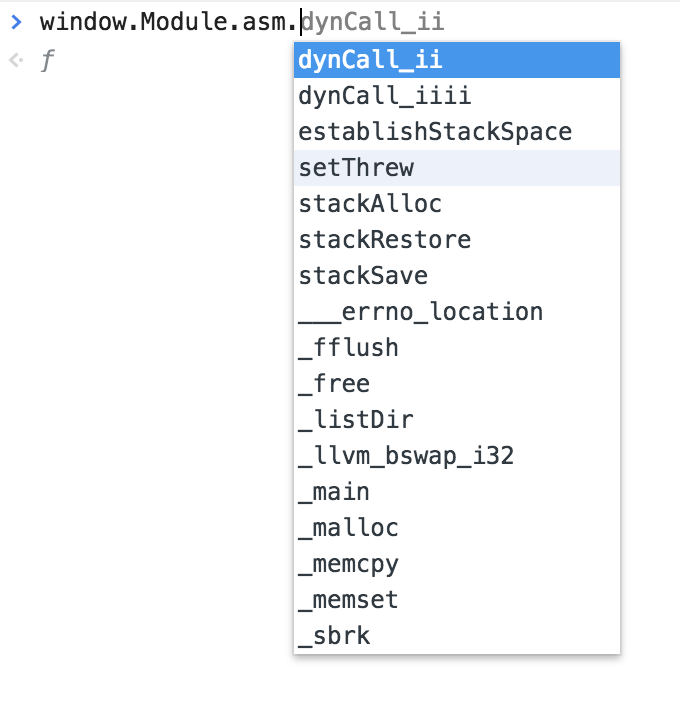 > window.Module.asm.dynCall_ii
<· f
dynCall_ii
dynCall_iiii
establishStackSpace
setThrew
stackAlloc
stackRestore
stackSave
___errno_location
_fflush
_free
_listDir
_llvm_bswap_i32
_main
_malloc
_memcpy
_memset
_sbrk